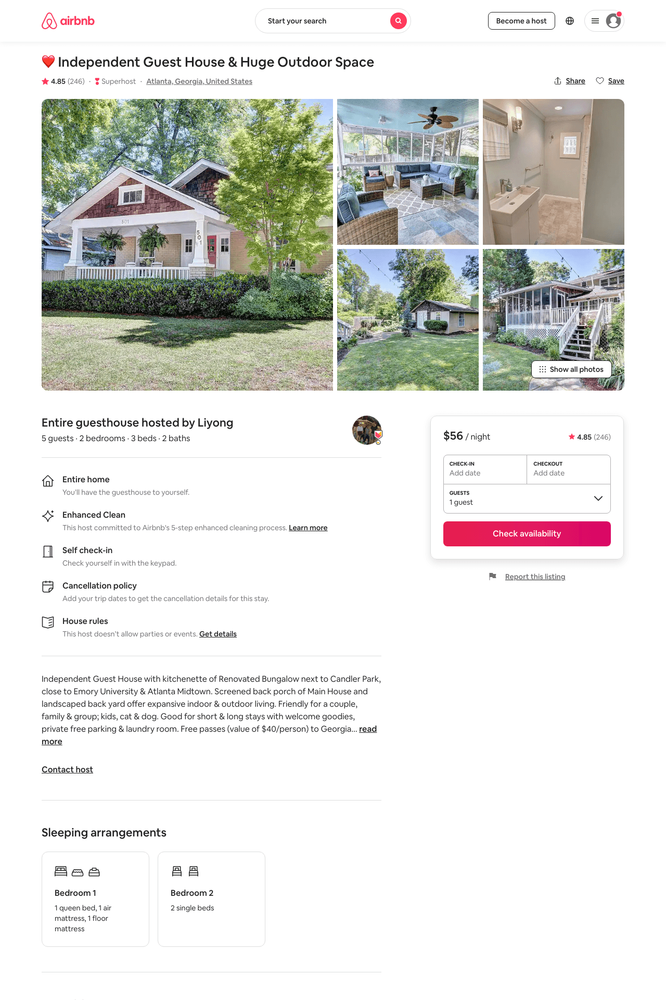 airbnb
Start your search
Become a host
Independent Guest House & Huge Outdoor Space
4.85 (246) · Superhost · Atlanta, Georgia, United States
Share
Save
501
501
Show all photos
Entire guesthouse hosted by Liyong
5 guests · 2 bedrooms · 3 beds · 2 baths
Entire home
You’ll have the guesthouse to yourself.
Enhanced Clean
This host committed to Airbnb's 5-step enhanced cleaning process. Learn more
Self check-in
Check yourself in with the keypad.
Cancellation policy
Add your trip dates to get the cancellation details for this stay.
House rules
This host doesn’t allow parties or events. Get details
$56 / night
4.85 (246)
CHECK-IN
Add date
CHECKOUT
Add date
GUESTS
1 guest
Check availability
Report this listing
Independent Guest House with kitchenette of Renovated Bungalow next to Candler Park,
close to Emory University & Atlanta Midtown. Screened back porch of Main House and
landscaped back yard offer expansive indoor & outdoor living. Friendly for a couple,
family & group; kids, cat & dog. Good for short & long stays with welcome goodies,
private free parking & laundry room. Free passes (value of $40/person) to Georgia... read
more
Contact host
Sleeping arrangements
Bedroom 1
1 queen bed, 1 air
mattress, 1 floor
mattress
Bedroom 2
2 single beds